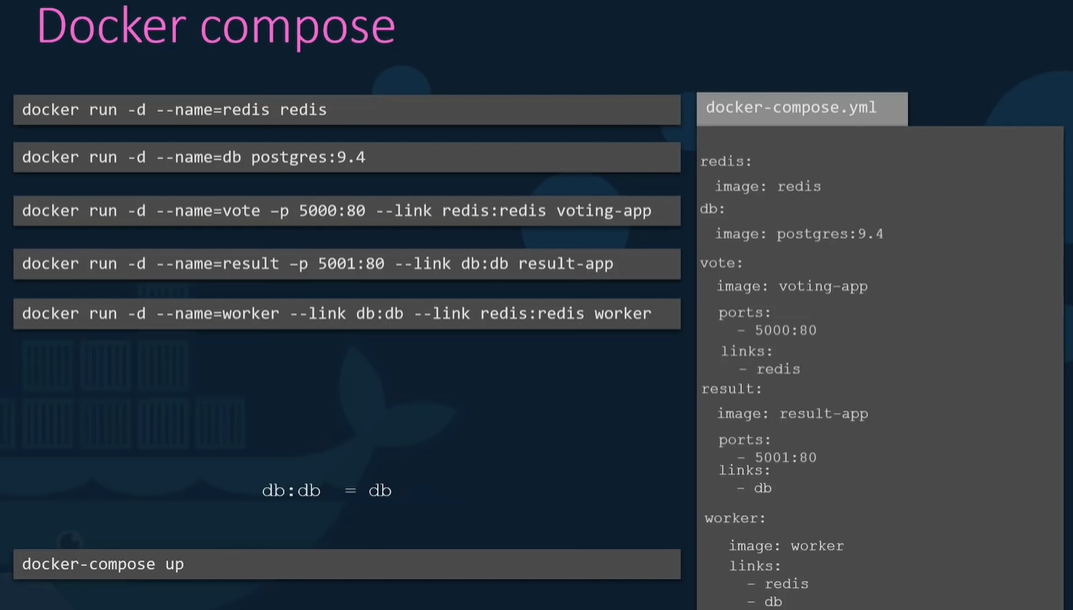 Docker compose
docker run -d --name=redis redis
docker run -d --name=db postgres:9.4
docker run -d --name=vote –p 5000:80 --link redis:redis voting-app
docker run -d --name=result –p 5001:80 --link db:db result-app
docker run -d --name=worker --link db:db --link redis:redis worker
db:db = db
docker-compose up
docker-compose.yml
redis:
image: redis
db:
image: postgres:9.4
vote:
image: voting-app
ports:
- 5000:80
links:
- redis
result:
image: result-app
ports:
- 5001:80
links:
- db
worker:
image: worker
links:
- redis
- db